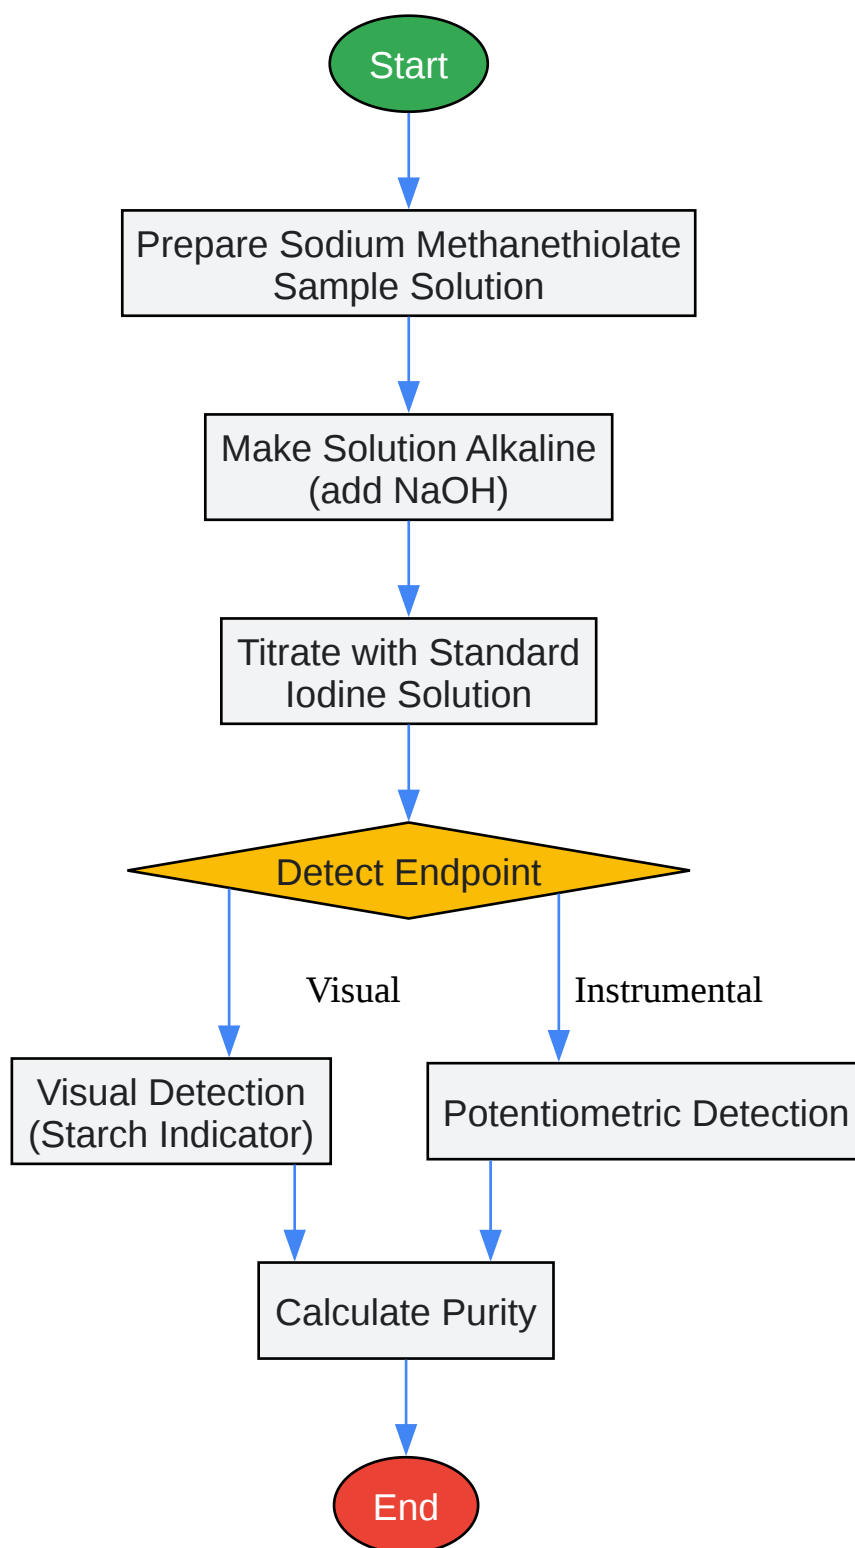 Start
Prepare Sodium Methanethiolate
Sample Solution
Make Solution Alkaline
(add NaOH)
Titrate with Standard
Iodine Solution
Detect Endpoint
Visual
Instrumental
Visual Detection
(Starch Indicator)
Potentiometric Detection
Calculate Purity
End